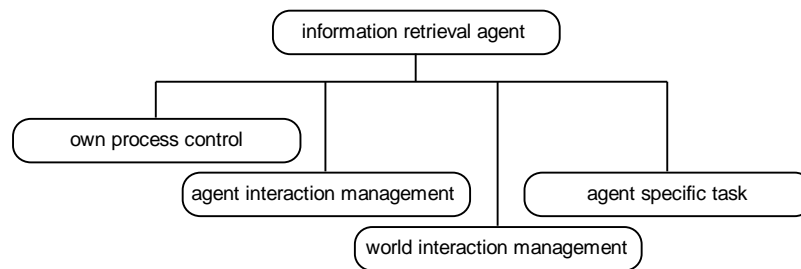 information retrieval agent
own process control
agent interaction management
agent specific task
world interaction management